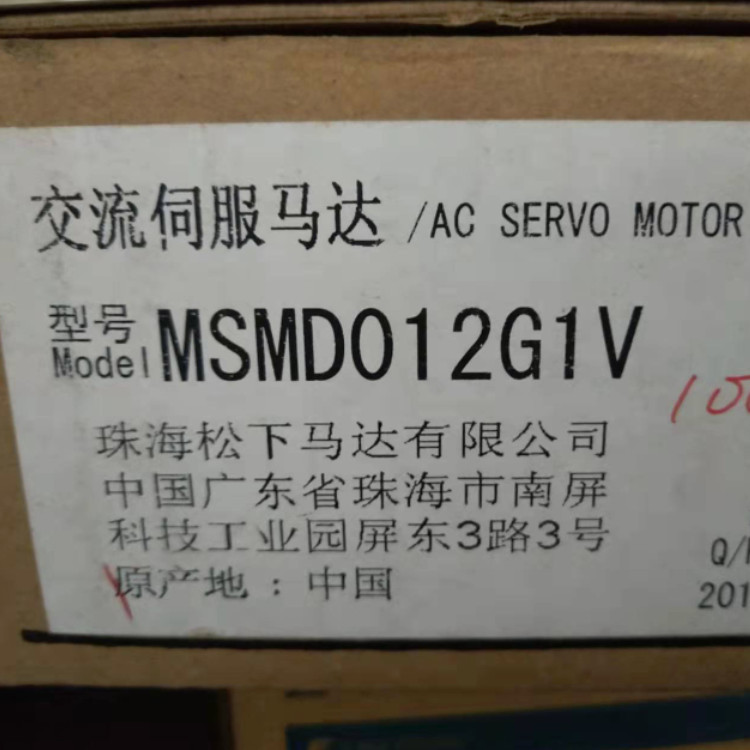 交流伺服马达 /AC SERVO MOTOR
型号
Model MSMD012G1V
珠海松下马达有限公司
中国广东省珠海市南屏
科技工业园屏东3路3号
原产地：中国
Q/
201